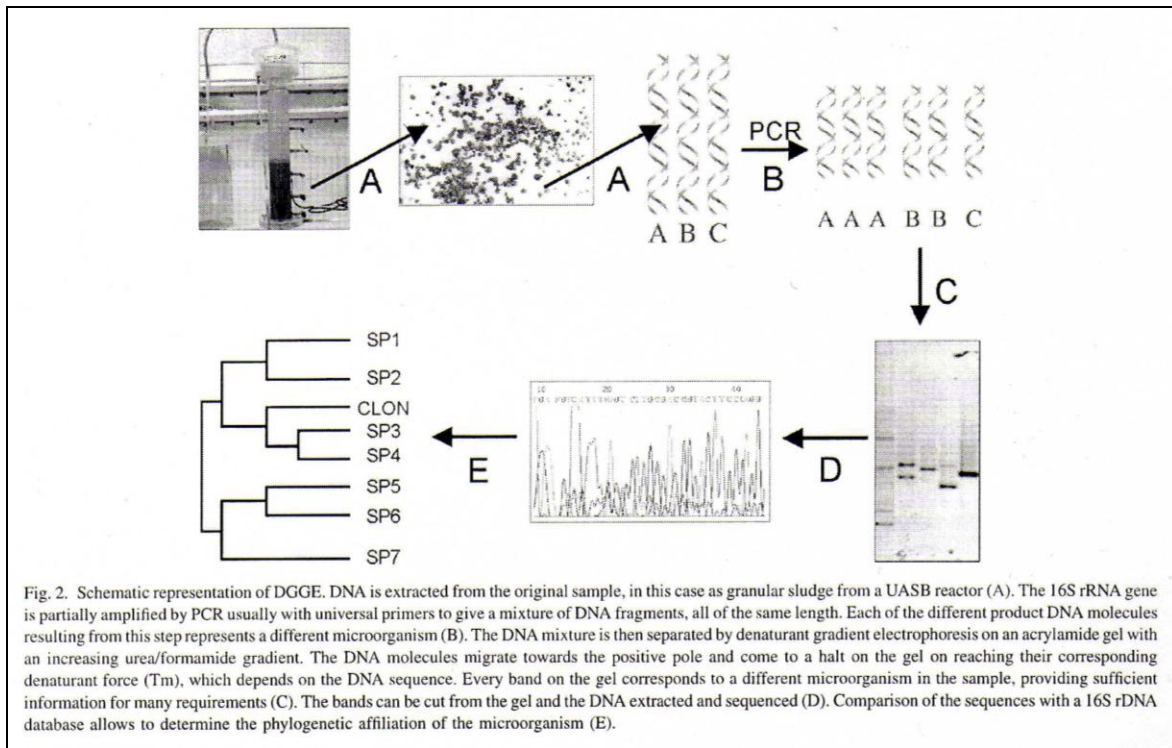 A
A
PCR
B
A B C
A A A B B C
C
SP1
SP2
CLON
SP3
SP4
SP5
SP6
SP7
E
10 20 30 40
D
Fig. 2. Schematic representation of DGGE. DNA is extracted from the original sample, in this case as granular sludge from a UASB reactor (A). The 16S rRNA gene
is partially amplified by PCR usually with universal primers to give a mixture of DNA fragments, all of the same length. Each of the different product DNA molecules
resulting from this step represents a different microorganism (B). The DNA mixture is then separated by denaturant gradient electrophoresis on an acrylamide gel with
an increasing urea/formamide gradient. The DNA molecules migrate towards the positive pole and come to a halt on the gel on reaching their corresponding
denaturant force (Tm), which depends on the DNA sequence. Every band on the gel corresponds to a different microorganism in the sample, providing sufficient
information for many requirements (C). The bands can be cut from the gel and the DNA extracted and sequenced (D). Comparison of the sequences with a 16S rDNA
database allows to determine the phylogenetic affiliation of the microorganism (E).